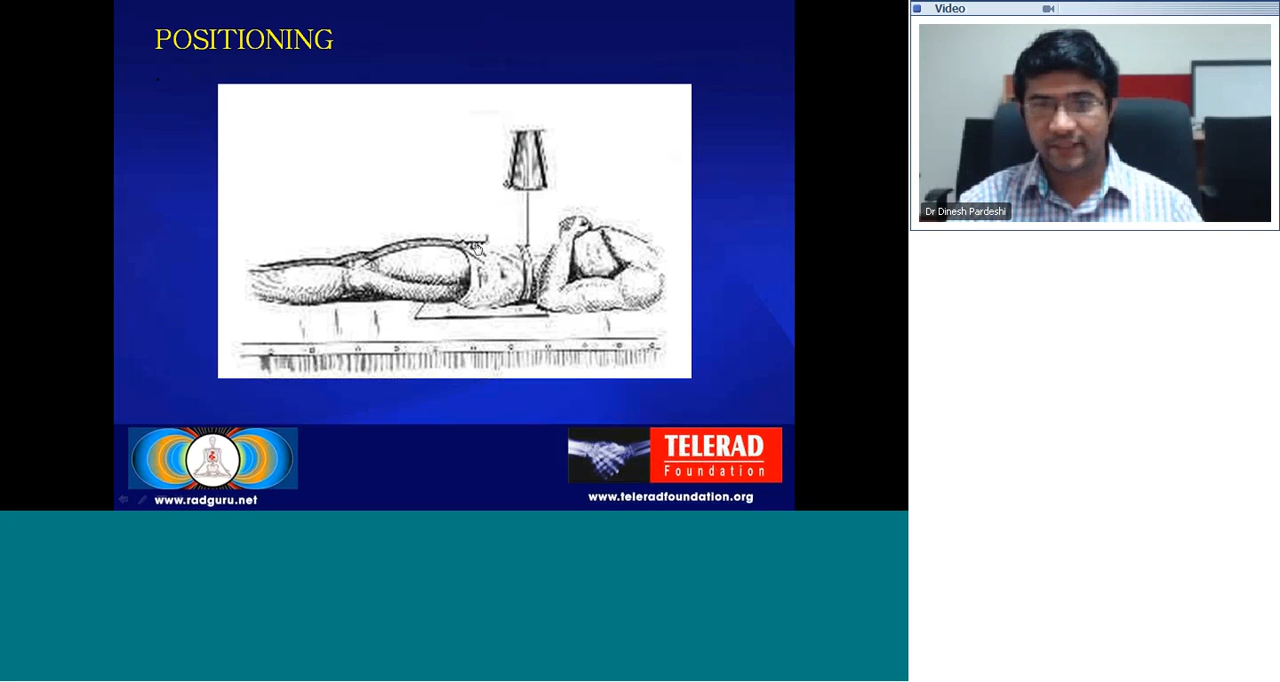 POSITIONING
TELERAD
Foundation
www.radguru.net
www.teleradfoundation.org
Video
Dr Dinesh Pardeshi